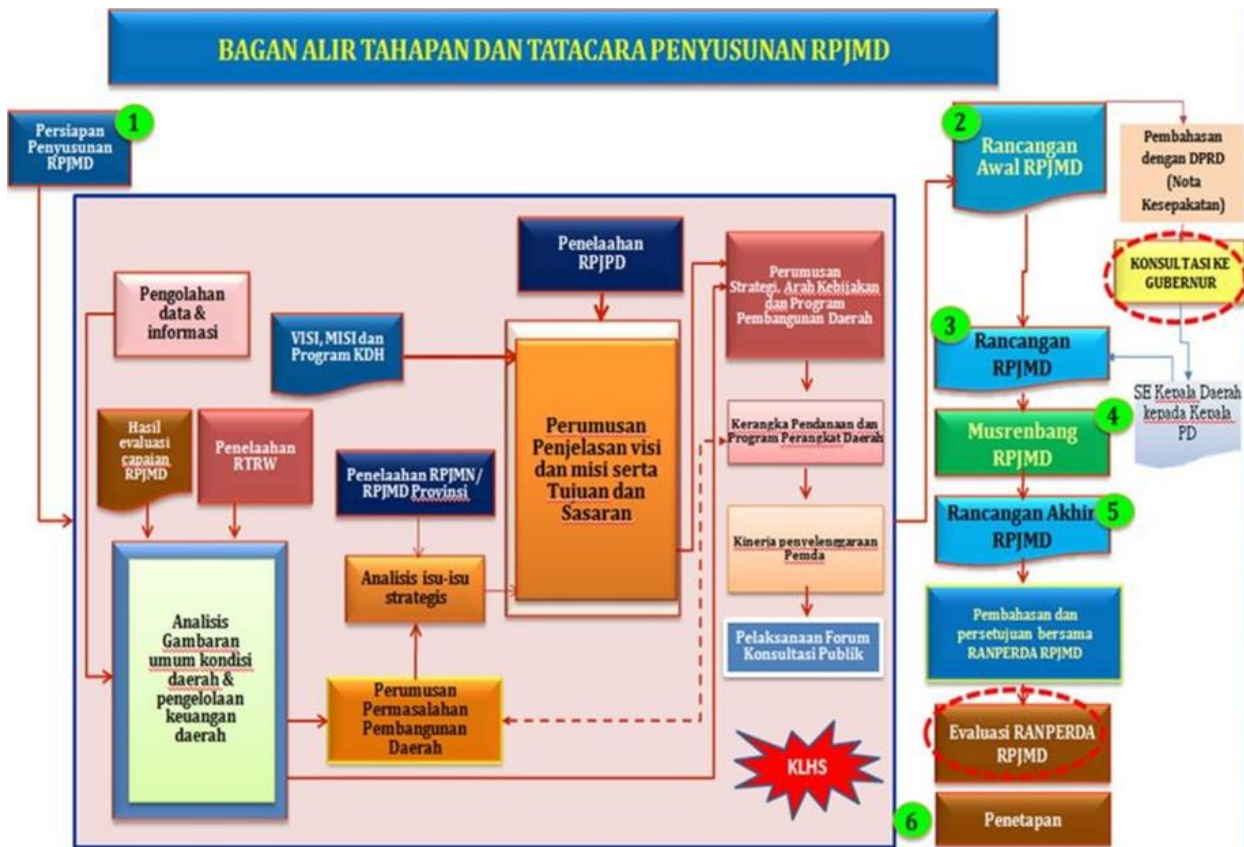 BAGAN ALIR TAHAPAN DAN TATACARA PENYUSUNAN RPJMD
1
Persiapan
Penyusunan
RPJMD
Pengolahan
data &
informasi
VISI, MISI dan
Program KDH
Penelaahan
RPJPD
Hasil
evaluasi
capaian
RPJMD
Penelaahan
RTRW
Penelaahan RPJMN/
RPJMD Provinsi
Analisis isu-isu
strategis
Perumusan
Penjelasan visi
dan misi serta
Tujuan dan
Sasaran
Analisis
Gambaran
umum kondisi
daerah &
pengelolaan
keuangan
daerah
Perumusan
Permasalahan
Pembangunan
Daerah
Perumusan
Strategi, Arah Kebijakan
dan Program
Pembangunan Daerah
Kerangka Pendanaan dan
Program Perangkat Daerah
Kinerja penyelenggaraan
Pemda
Pelaksanaan Forum
Konsultasi Publik
KLHS
2
Rancangan
Awal RPJMD
Pembahasan
dengan DPRD
(Nota
Kesepakatan)
KONSULTASI KE
GUBERNUR
SE Kepala Daerah
kepada Kepala
PD
3
Rancangan
RPJMD
4
Musrenbang
RPJMD
5
Rancangan Akhir
RPJMD
Pembahasan dan
persetujuan bersama
RANPERDA RPJMD
Evaluasi RANPERDA
RPJMD
6
Penetapan